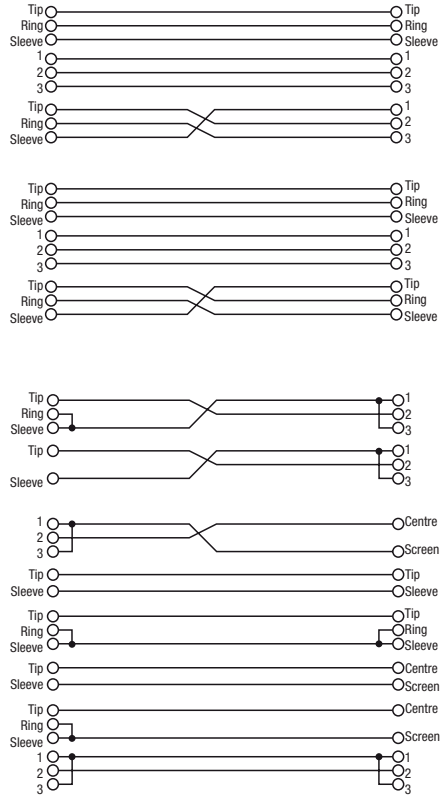 Tip Tip
Ring Ring
Sleeve Sleeve
1 1
2 2
3 3
Tip 1
Ring 2
Sleeve 3
Tip Tip
Ring Ring
Sleeve Sleeve
1 1
2 2
3 3
Tip Tip
Ring Ring
Sleeve Sleeve
Tip 1
Ring 2
Sleeve 3
Tip 1
2
Sleeve 3
1 Centre
2
3 Screen
Tip Tip
Sleeve Sleeve
Tip Tip
Ring Ring
Sleeve Sleeve
Tip Centre
Sleeve Screen
Tip Centre
Ring
Sleeve Screen
1 1
2 2
3 3